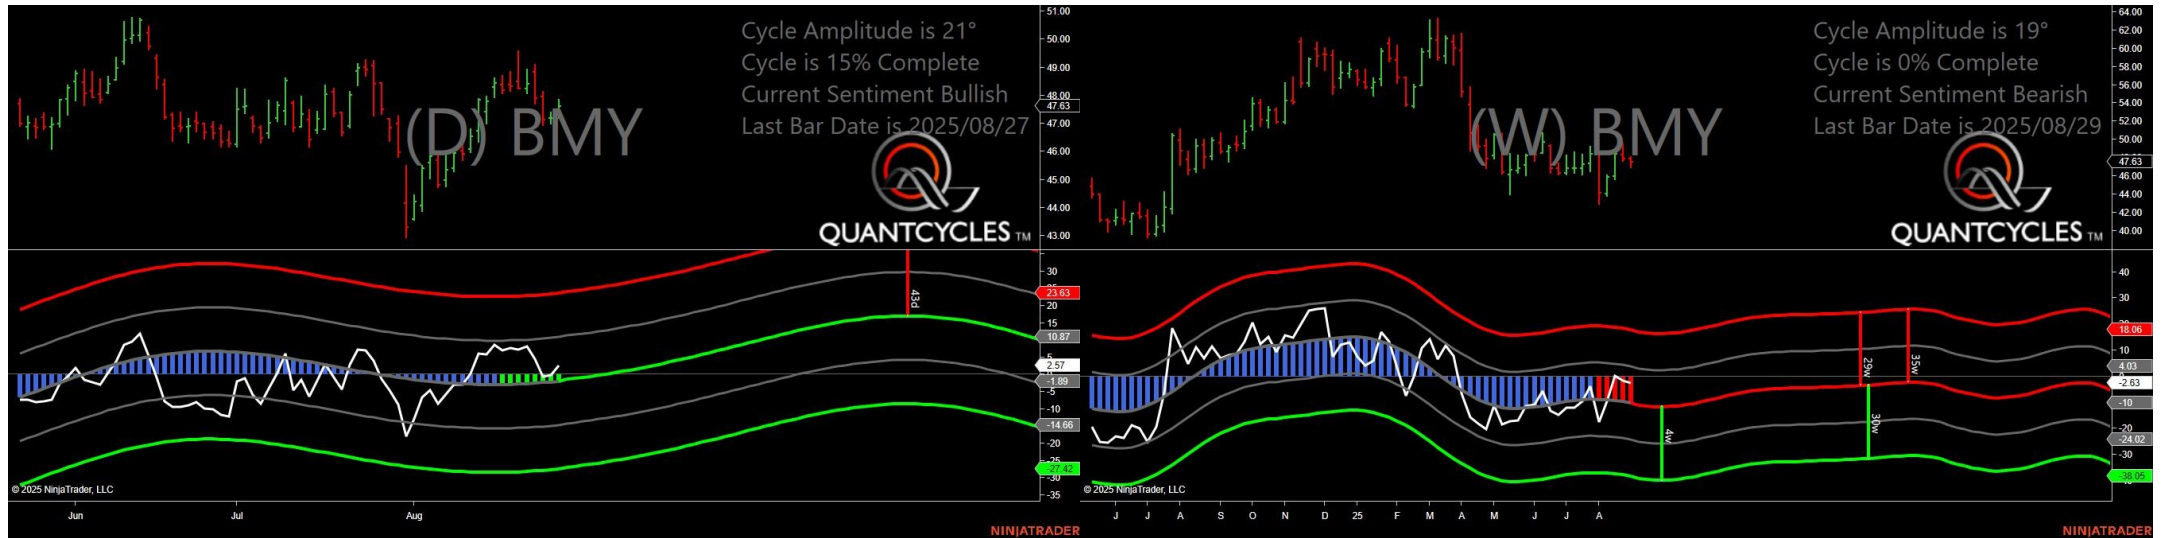 Cycle Amplitude is 21°
Cycle is 15% Complete
Current Sentiment Bullish
Last Bar Date is 2025/08/27
(D) BMY
QUANTCYCLES TM
51.00
50.00
49.00
48.00
47.63
47.00
45.00
44.00
43.00
43d
30
23.63
20
15
10.87
5
2.57
-1.89
-5
-10
-14.66
-20
-25
-27.42
-30
-35
© 2025 NinjaTrader, LLC
Jun
Jul
Aug
NINJATRADER
Cycle Amplitude is 19°
Cycle is 0% Complete
Current Sentiment Bearish
Last Bar Date is 2025/08/29
(W) BMY
QUANTCYCLES TM
64.00
62.00
60.00
58.00
56.00
54.00
52.00
50.00
47.63
46.00
44.00
42.00
40.00
4w
29w
30w
35w
40
30
18.06
10
4.03
-2.63
-10
-20
-24.02
-30
-38.05
© 2025 NinjaTrader, LLC
J J A S O N D 25 F M A M J J A
NINJATRADER